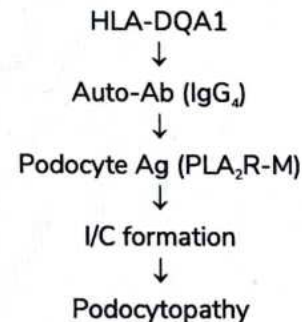 HLA-DQA1
↓
Auto-Ab (IgG₄)
↓
Podocyte Ag (PLA₂R-M)
↓
I/C formation
↓
Podocytopathy